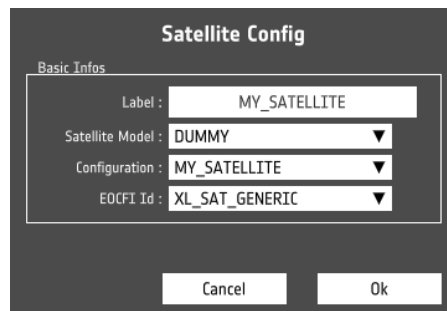 Satellite Config
Basic Infos
Label : MY_SATELLITE
Satellite Model : DUMMY ▼
Configuration : MY_SATELLITE ▼
EOCFI Id : XL_SAT_GENERIC ▼
Cancel Ok